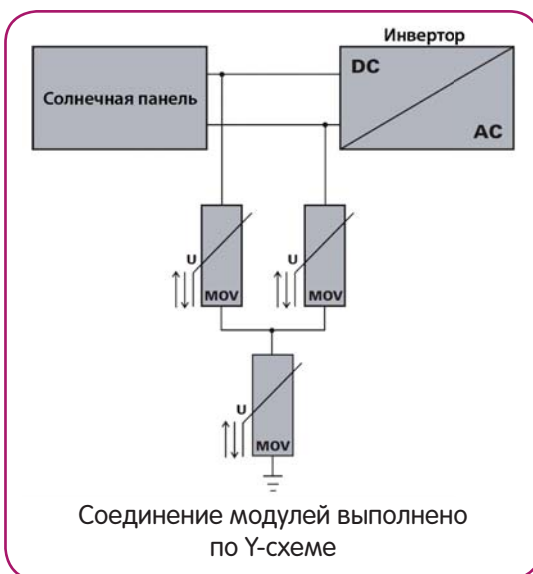 Инвертор
Солнечная панель
DC
AC
U
MOV
U
MOV
U
MOV
Соединение модулей выполнено
по Y-схеме